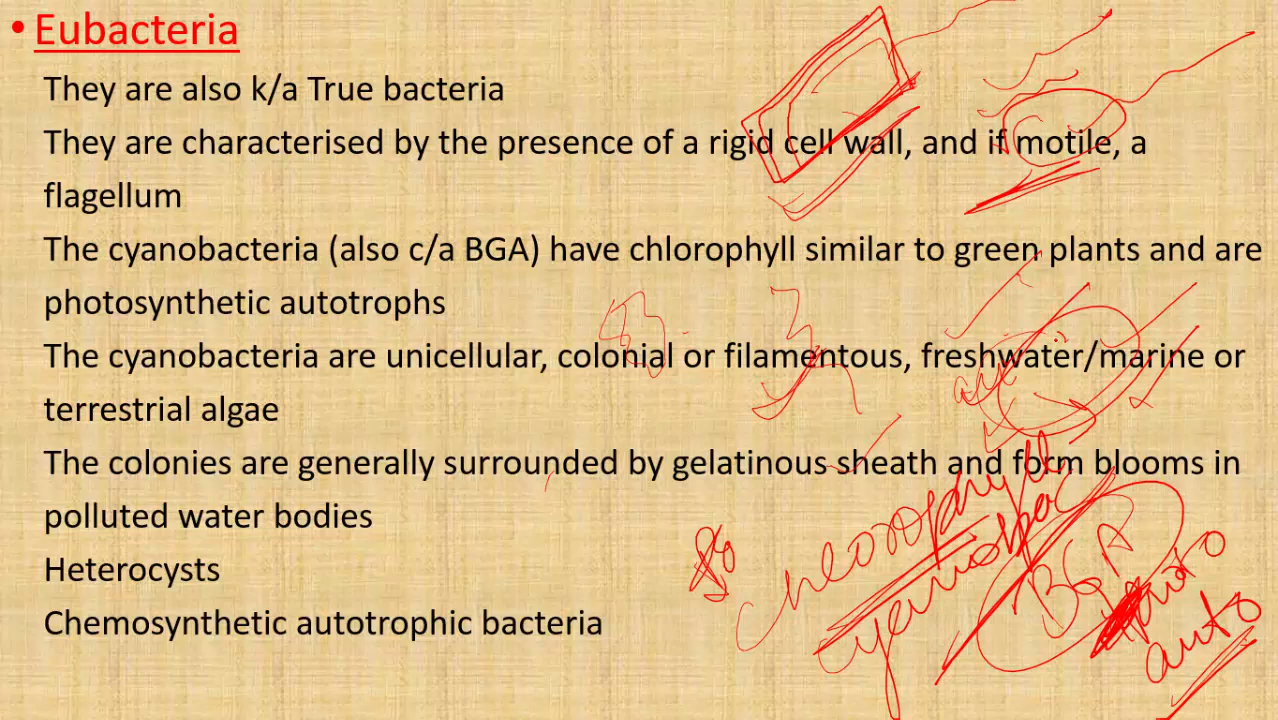 • Eubacteria
They are also k/a True bacteria
They are characterised by the presence of a rigid cell wall, and if motile, a
flagellum
The cyanobacteria (also c/a BGA) have chlorophyll similar to green plants and are
photosynthetic autotrophs
The cyanobacteria are unicellular, colonial or filamentous, freshwater/marine or
terrestrial algae
The colonies are generally surrounded by gelatinous sheath and form blooms in
polluted water bodies
Heterocysts
Chemosynthetic autotrophic bacteria
BGA
auto